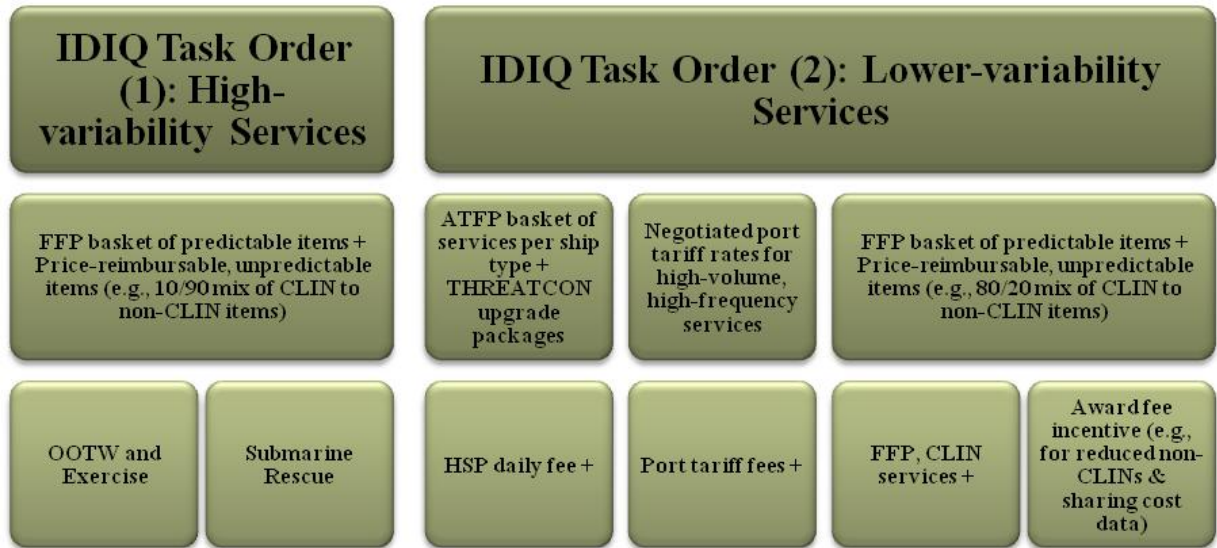 IDIQ Task Order
(1): High-
variability Services
IDIQ Task Order (2): Lower-variability
Services
FFP basket of predictable items +
Price-reimbursable, unpredictable
items (e.g., 10/90 mix of CLIN to
non-CLIN items)
ATFP basket of
services per ship
type +
THREATCON
upgrade
packages
Negotiated port
tariff rates for
high-volume,
high-frequency
services
FFP basket of predictable items +
Price-reimbursable, unpredictable
items (e.g., 80/20 mix of CLIN to
non-CLIN items)
OOTW and
Exercise
Submarine
Rescue
HSP daily fee +
Port tariff fees +
FFP, CLIN
services +
Award fee
incentive (e.g.,
for reduced non-
CLINs &
sharing cost
data)